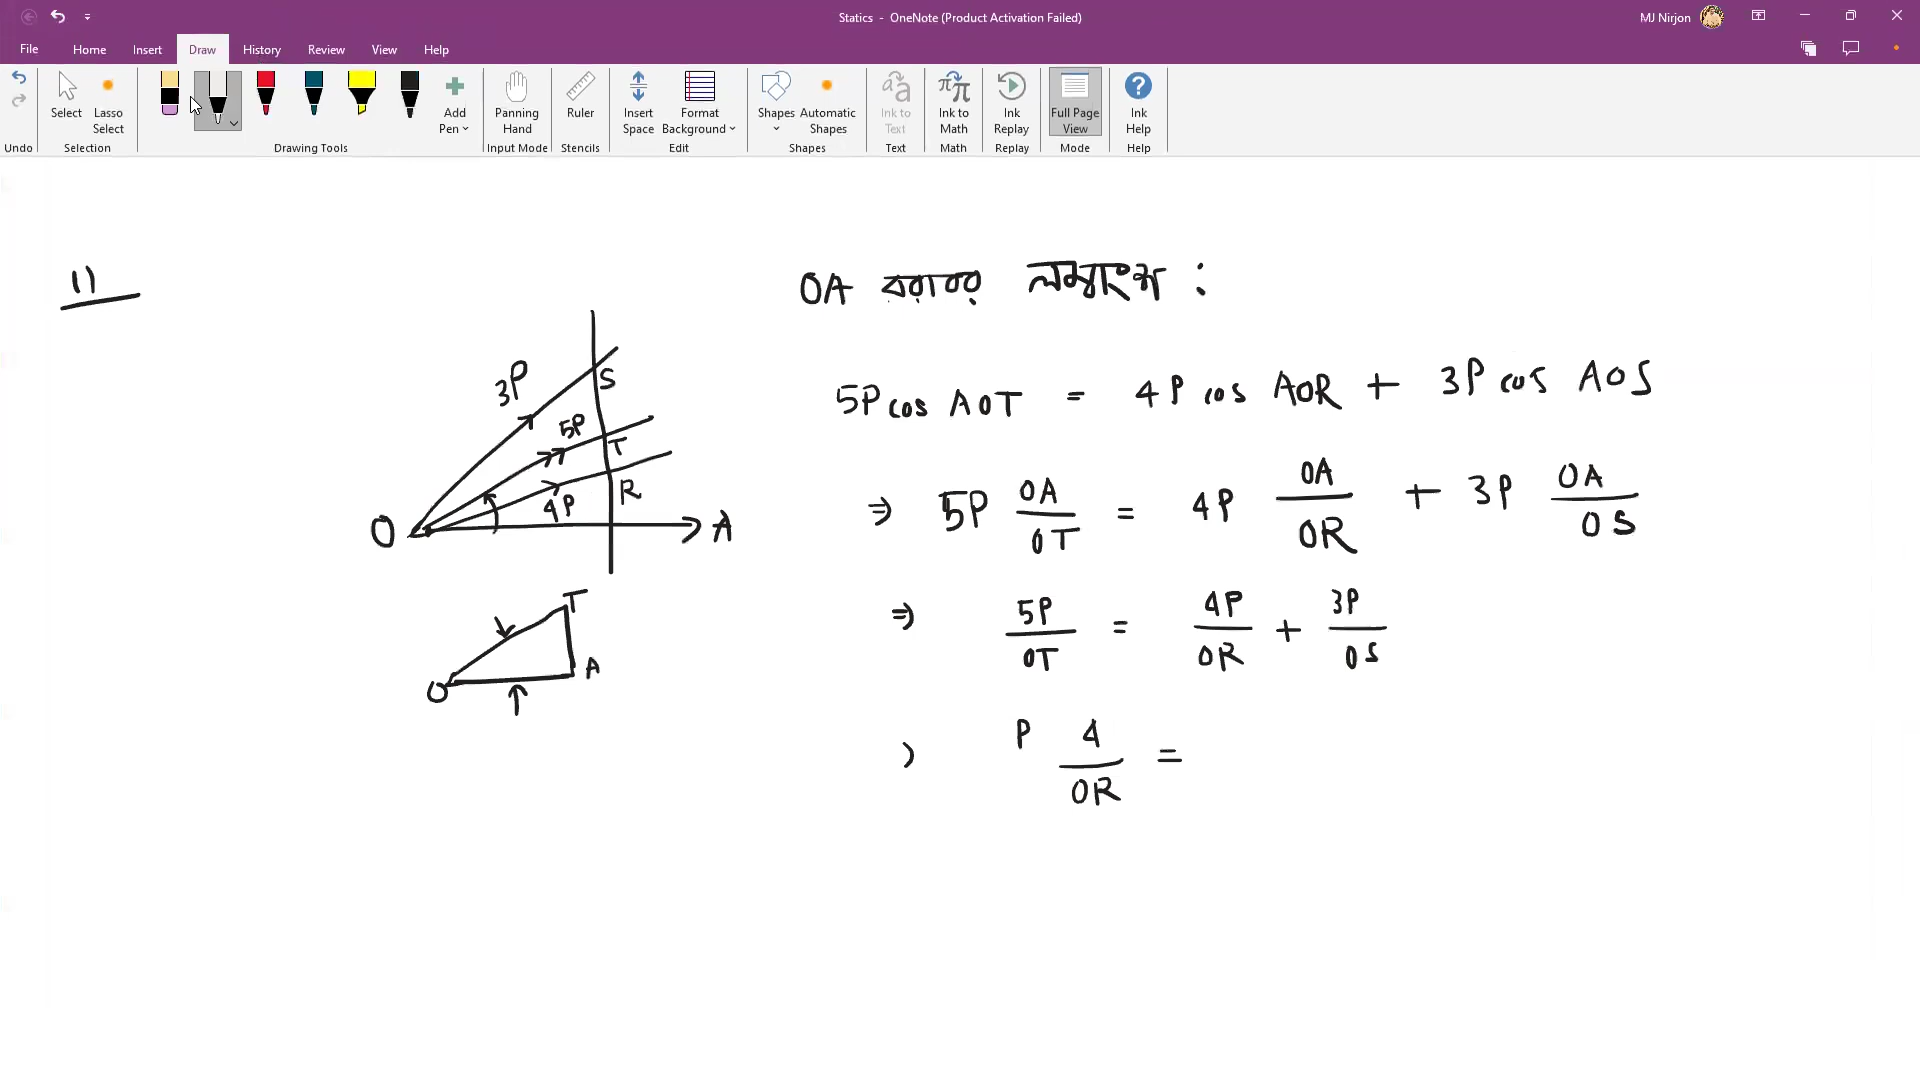 Statics - OneNote (Product Activation Failed)
MJ Nirjon
File Home Insert Draw History Review View Help
Select
Lasso Select
Add Pen
Panning Hand
Ruler
Insert Space
Format Background
Shapes
Automatic Shapes
Ink to Text
Ink to Math
Ink Replay
Full Page View
Ink Help
Undo Selection Drawing Tools Input Mode Stencils Edit Shapes Text Math Replay Mode Help
11
OA বরাবর লম্বাংশ :
3P
S
5P
T
4P
R
O
A
T
O
A
5P cos AOT = 4P cos AOR + 3P cos AOS
⇒ 5P OA/OT = 4P OA/OR + 3P OA/OS
⇒ 5P/OT = 4P/OR + 3P/OS
) P 4/OR =